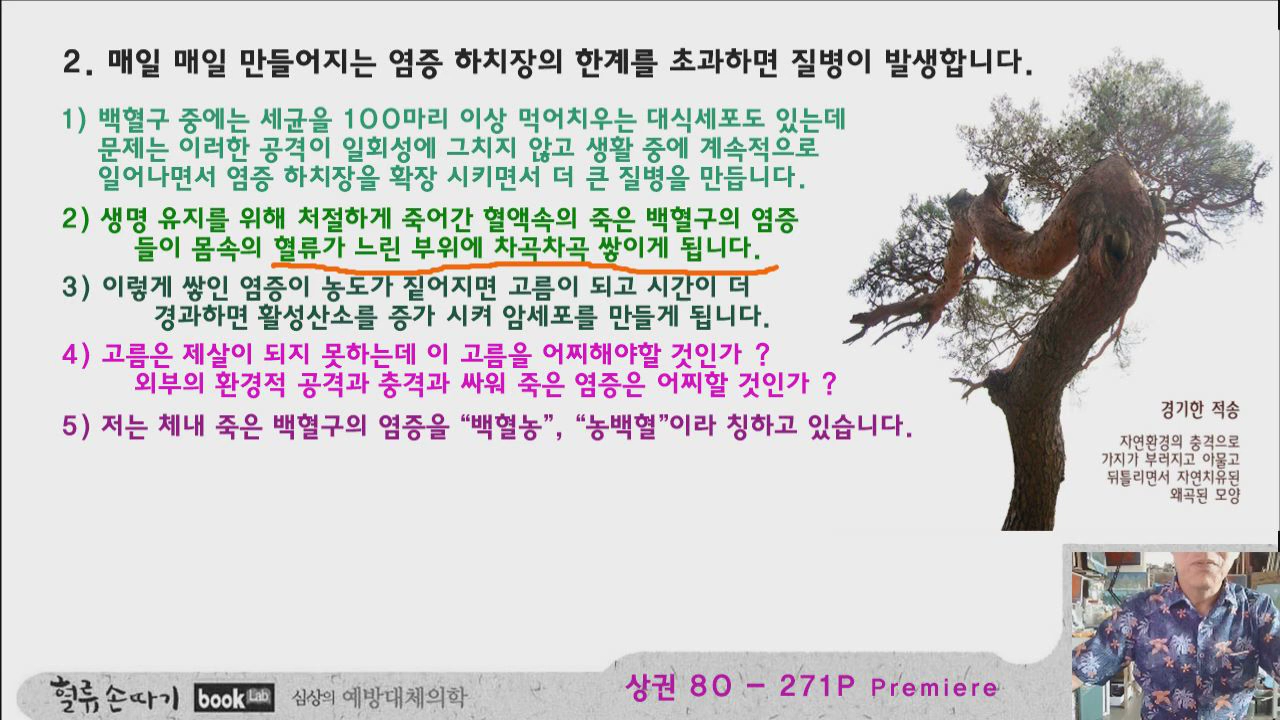 2. 매일 매일 만들어지는 염증 하치장의 한계를 초과하면 질병이 발생합니다.
1) 백혈구 중에는 세균을 100마리 이상 먹어치우는 대식세포도 있는데
문제는 이러한 공격이 일회성에 그치지 않고 생활 중에 계속적으로
일어나면서 염증 하치장을 확장 시키면서 더 큰 질병을 만듭니다.
2) 생명 유지를 위해 처절하게 죽어간 혈액속의 죽은 백혈구의 염증
들이 몸속의 혈류가 느린 부위에 차곡차곡 쌓이게 됩니다.
3) 이렇게 쌓인 염증이 농도가 짙어지면 고름이 되고 시간이 더
경과하면 활성산소를 증가 시켜 암세포를 만들게 됩니다.
4) 고름은 제살이 되지 못하는데 이 고름을 어찌해야할 것인가 ?
외부의 환경적 공격과 충격과 싸워 죽은 염증은 어찌할 것인가 ?
5) 저는 체내 죽은 백혈구의 염증을 “백혈농”, “농백혈”이라 칭하고 있습니다.
경기한 적송
자연환경의 충격으로
가지가 부러지고 아물고
뒤틀리면서 자연치유된
왜곡된 모양
혈류 손따기 book Lab 심상의 예방대체의학
상권 80 - 271P Premiere